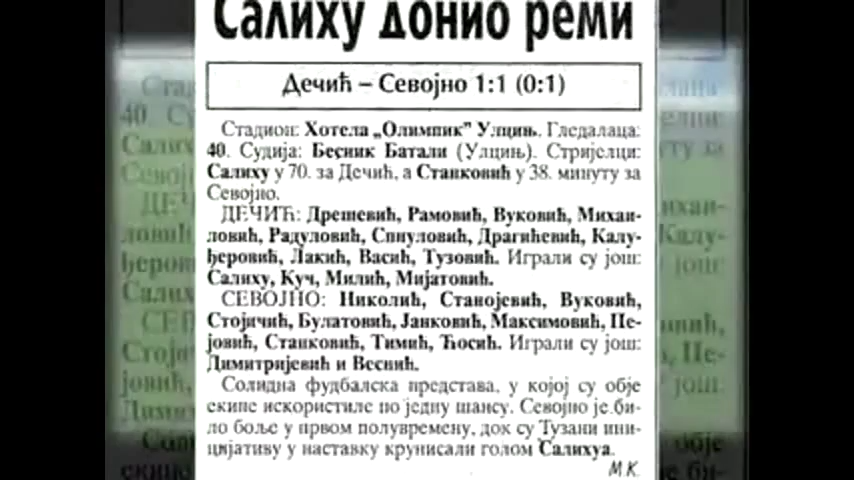 Салиху донио реми
Дечић – Севојно 1:1 (0:1)
Стадион: Хотела „Олимпик" Улцињ. Гледалаца:
40. Судија: Бесник Батали (Улцињ). Стријелци:
Салиху у 70. за Дечић, а Станковић у 38. минуту за
Севојно.
ДЕЧИЋ: Дрешевић, Рамовић, Вуковић, Михаи-
ловић, Радуловић, Спнуловић, Драгићевић, Калу-
ђеровић, Лакић, Васић, Тузовић. Играли су још:
Салиху, Куч, Милић, Мијатовић.
СЕВОЈНО: Николић, Станојевић, Вуковић,
Стојичић, Булатовић, Јанковић, Максимовић, Пе-
јовић, Станковић, Тимић, Ћосић. Играли су још:
Димитријевић и Веснић.
Солидна фудбалска представа, у којој су обје
екипе искористиле по једну шансу. Севојно је би-
ло боље у првом полувремену, док су Тузани ини-
цијативу у наставку крунисали голом Салихуа.
М.К.